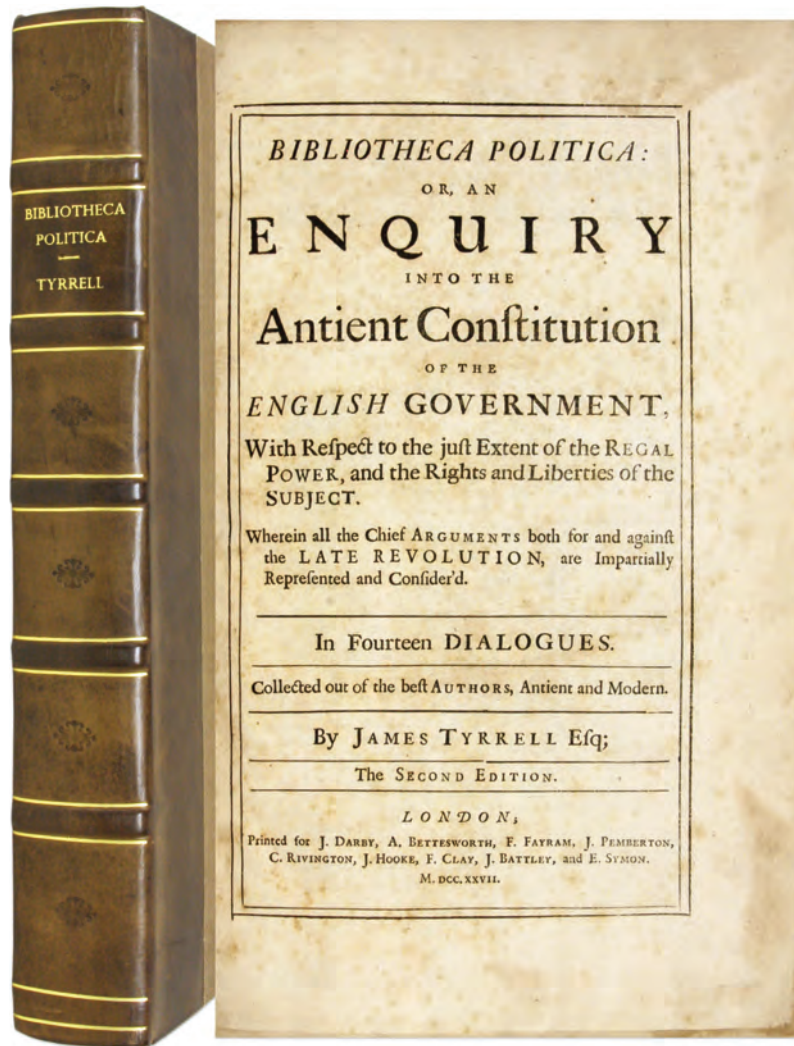 BIBLIOTHECA
POLITICA
TYRRELL
BIBLIOTHECA POLITICA:
OR, AN
ENQUIRY
INTO THE
Antient Conſtitution
OF THE
ENGLISH GOVERNMENT,
With Reſpect to the juſt Extent of the REGAL
POWER, and the Rights and Liberties of the
SUBJECT.
Wherein all the Chief ARGUMENTS both for and againſt
the LATE REVOLUTION, are Impartially
Repreſented and Conſider'd.
In Fourteen DIALOGUES.
Collected out of the beſt AUTHORS, Antient and Modern.
By JAMES TYRRELL Eſq;
The SECOND EDITION.
LONDON,
Printed for J. DARBY, A. BETTESWORTH, F. FAYRAM, J. PEMBERTON,
C. RIVINGTON, J. HOOKE, F. CLAY, J. BATTLEY, and E. SYMON.
M. DCC. XXVII.